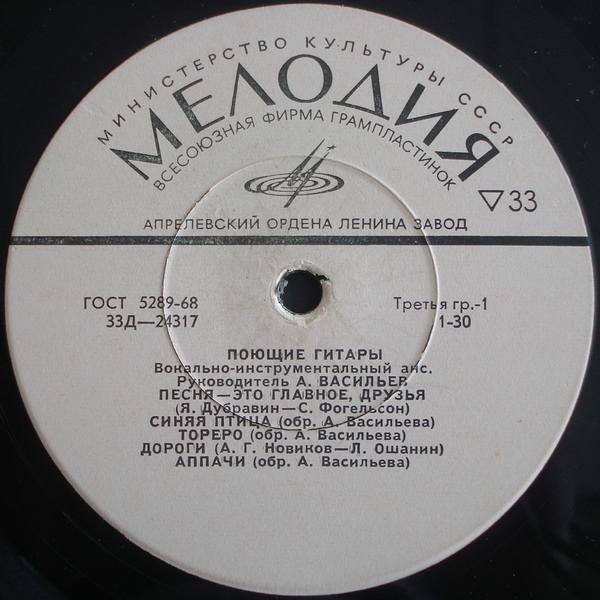 МИНИСТЕРСТВО КУЛЬТУРЫ СССР
МЕЛОДИЯ
ВСЕСОЮЗНАЯ ФИРМА ГРАМПЛАСТИНОК
▽33
АПРЕЛЕВСКИЙ ОРДЕНА ЛЕНИНА ЗАВОД
ГОСТ 5289-68
Третья гр.-1
33Д—24317
1-30
ПОЮЩИЕ ГИТАРЫ
Вокально-инструментальный анс.
Руководитель А. ВАСИЛЬЕВ
ПЕСНЯ—ЭТО ГЛАВНОЕ, ДРУЗЬЯ
(Я. Дубравин—С. Фогельсон)
СИНЯЯ ПТИЦА (обр. А. Васильева)
ТОРЕРО (обр. А. Васильева)
ДОРОГИ (А. Г. Новиков—Л. Ошанин)
АППАЧИ (обр. А. Васильева)